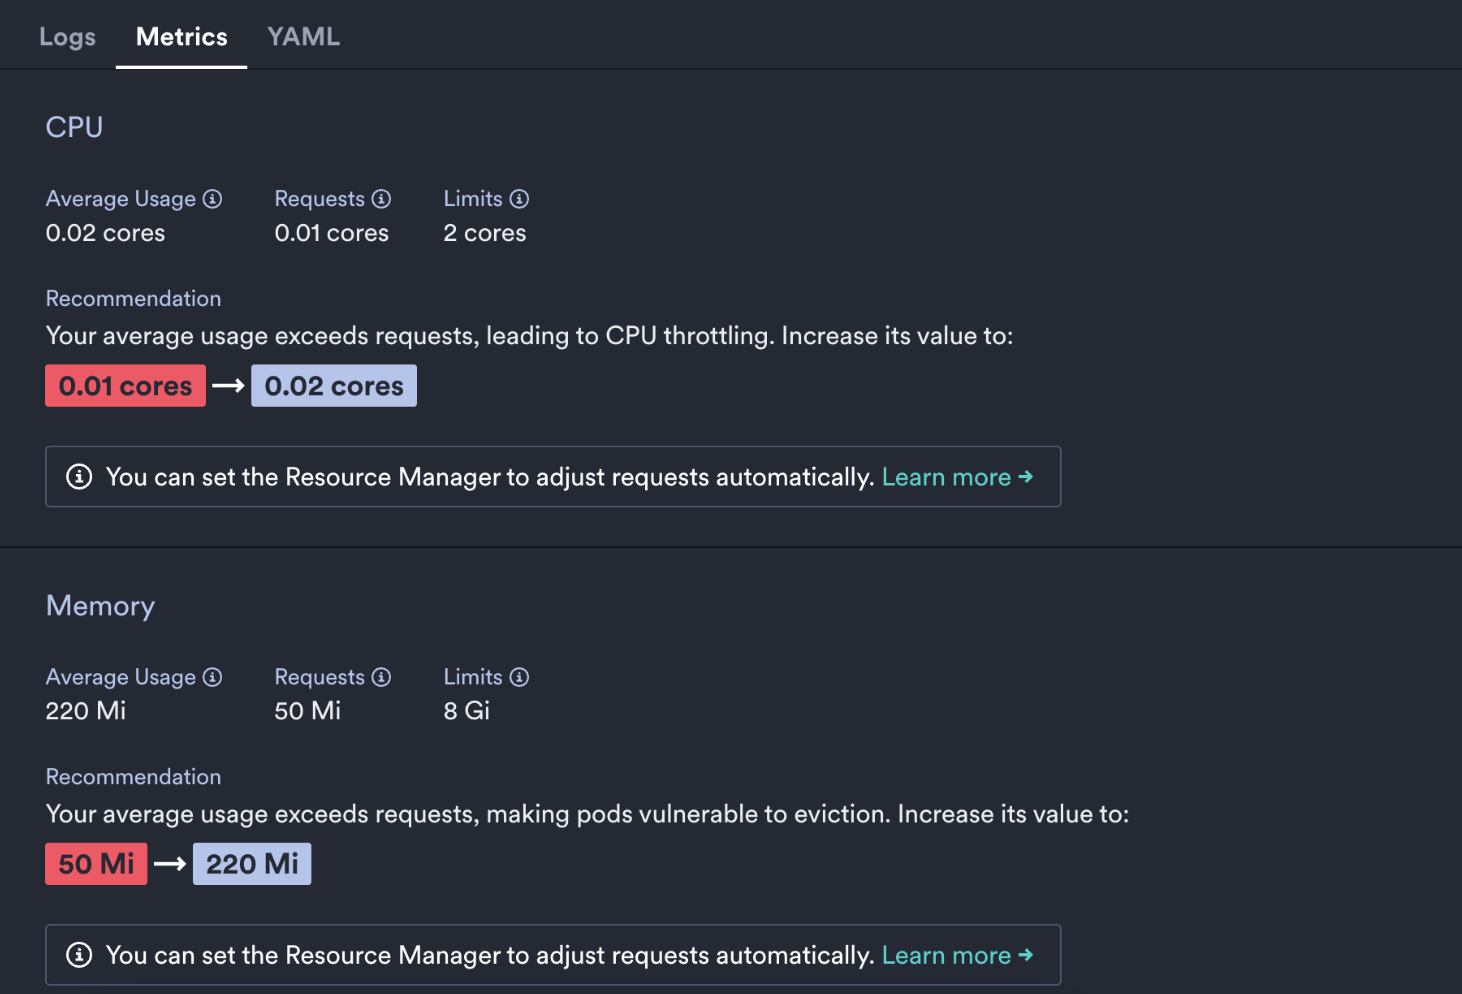 Logs Metrics YAML
CPU
Average Usage Requests Limits
0.02 cores 0.01 cores 2 cores
Recommendation
Your average usage exceeds requests, leading to CPU throttling. Increase its value to:
0.01 cores → 0.02 cores
You can set the Resource Manager to adjust requests automatically. Learn more →
Memory
Average Usage Requests Limits
220 Mi 50 Mi 8 Gi
Recommendation
Your average usage exceeds requests, making pods vulnerable to eviction. Increase its value to:
50 Mi → 220 Mi
You can set the Resource Manager to adjust requests automatically. Learn more →